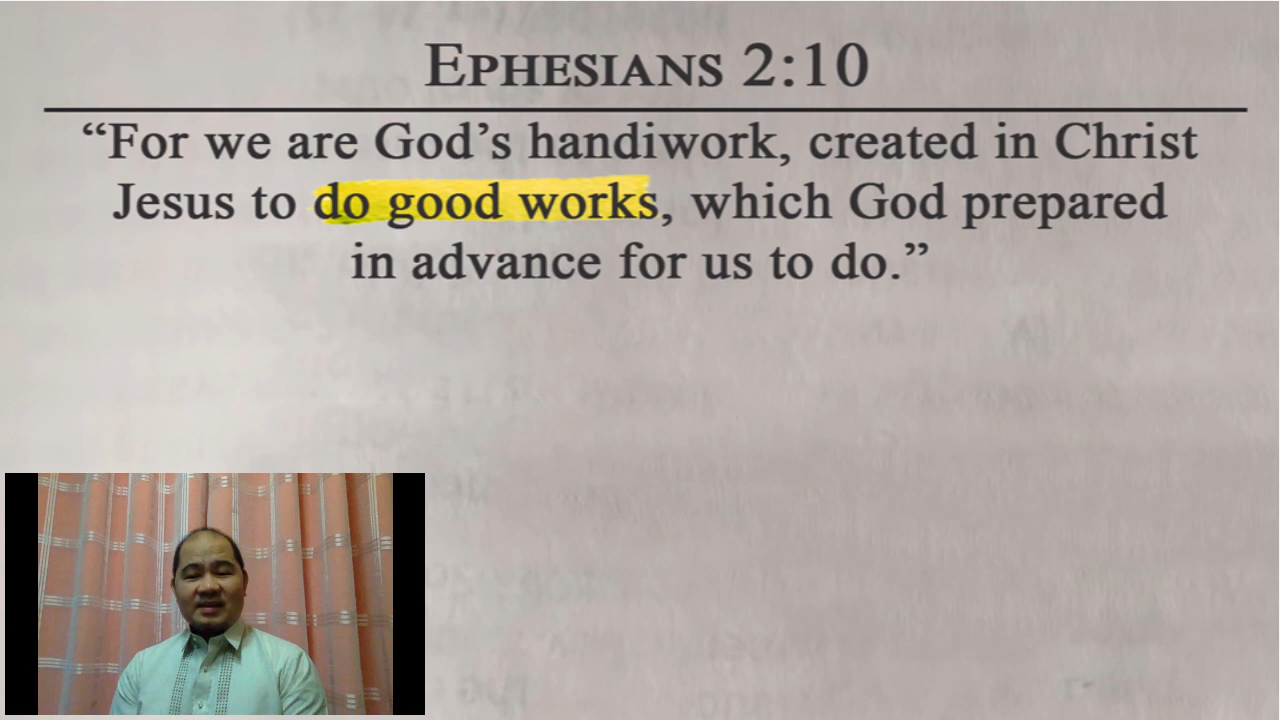 EPHESIANS 2:10
“For we are God’s handiwork, created in Christ
Jesus to do good works, which God prepared
in advance for us to do.”